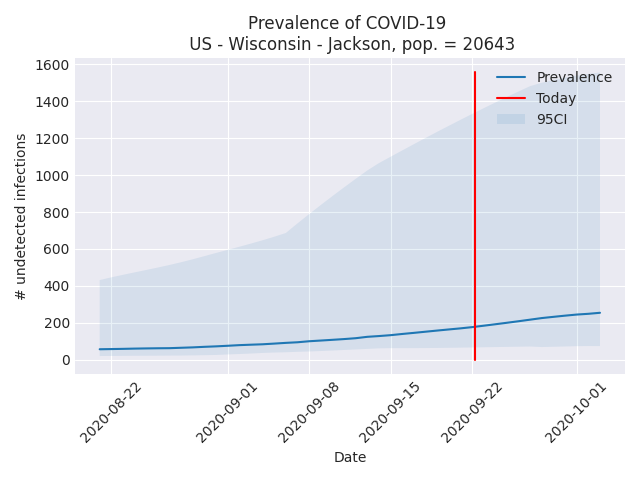 Prevalence of COVID-19
US - Wisconsin - Jackson, pop. = 20643
1600
1400
1200
1000
800
600
400
200
0
# undetected infections
Prevalence
Today
95CI
2020-08-22
2020-09-01
2020-09-08
2020-09-15
2020-09-22
2020-10-01
Date